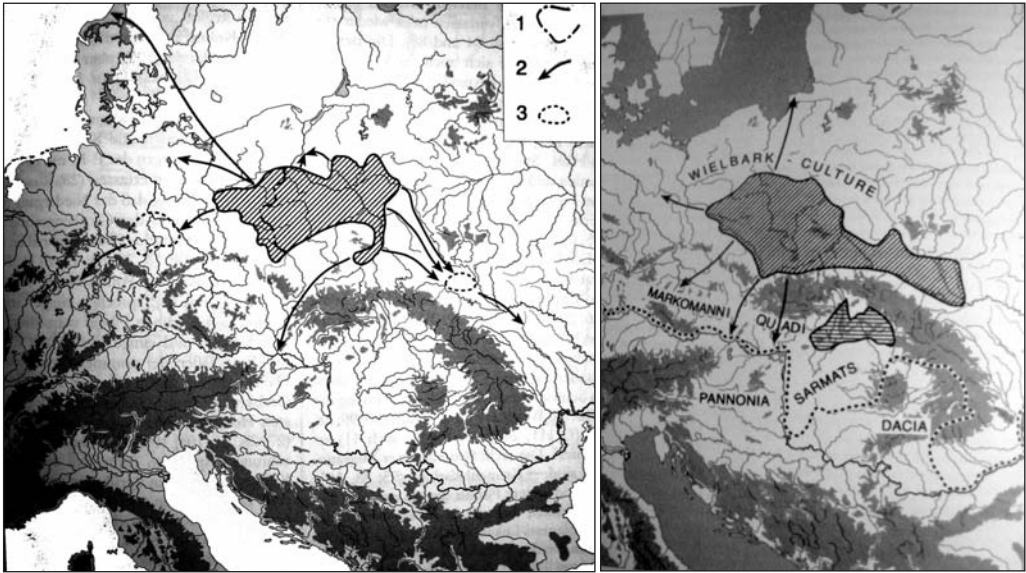 1
2
3
WIELBARK - CULTURE
MARKOMANNI
QUADI
SARMATS
PANNONIA
DACIA